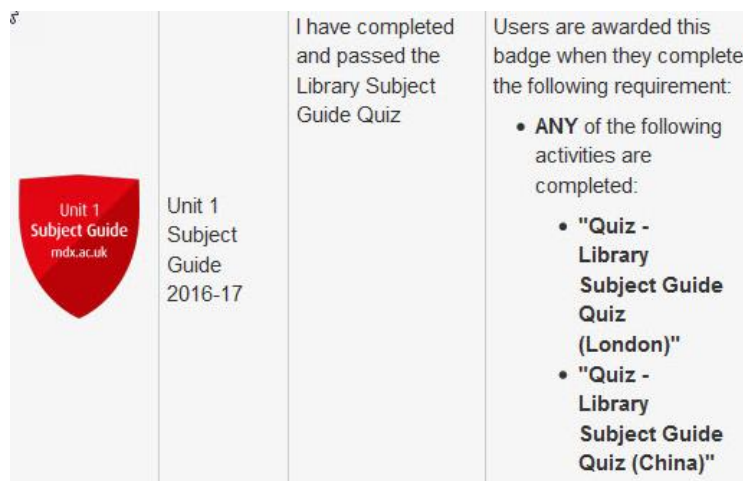 Unit 1
Subject Guide
mdx.ac.uk
Unit 1
Subject
Guide
2016-17
I have completed
and passed the
Library Subject
Guide Quiz
Users are awarded this
badge when they complete
the following requirement:
• ANY of the following
activities are
completed:
• "Quiz -
Library
Subject Guide
Quiz
(London)"
• "Quiz -
Library
Subject Guide
Quiz (China)"